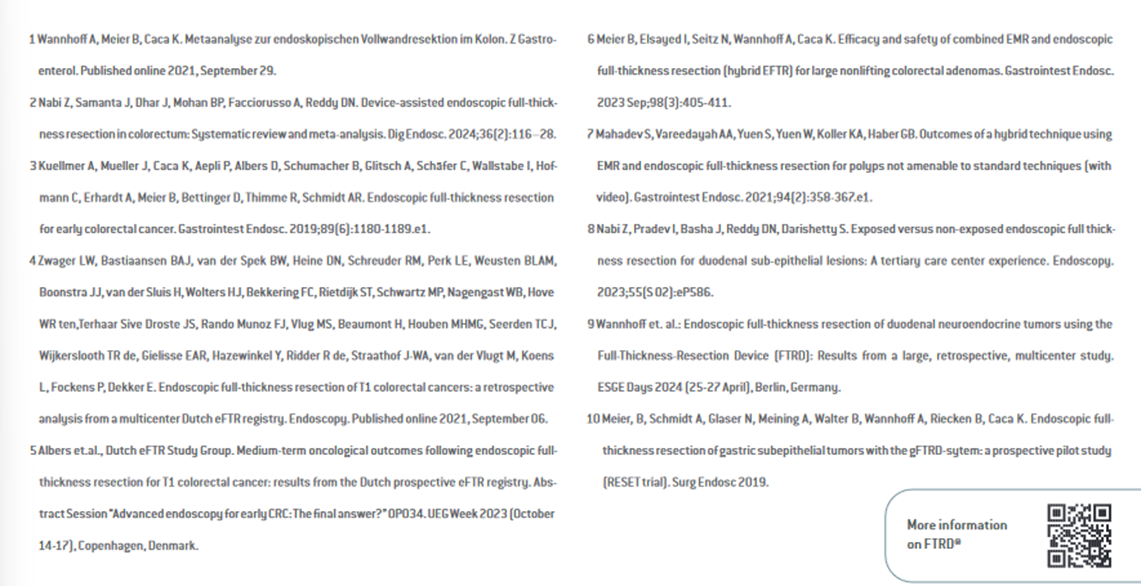 1 Wannhoff A, Meier B, Caca K. Metaanalyse zur endoskopischen Vollwandresektion im Kolon. Z Gastro-
enterol. Published online 2021, September 29.
2 Nabi Z, Samanta J, Dhar J, Mohan BP, Facciorusso A, Reddy DN. Device-assisted endoscopic full-thick-
ness resection in colorectum: Systematic review and meta-analysis. Dig Endosc. 2024;36(2):116–28.
3 Kuellmer A, Mueller J, Caca K, Aepli P, Albers D, Schumacher B, Glitsch A, Schäfer C, Wallstabe I, Hof-
mann C, Erhardt A, Meier B, Bettinger D, Thimme R, Schmidt AR. Endoscopic full-thickness resection
for early colorectal cancer. Gastrointest Endosc. 2019;89(6):1180-1189.e1.
4 Zwager LW, Bastiaansen BAJ, van der Spek BW, Heine DN, Schreuder RM, Perk LE, Weusten BLAM,
Boonstra JJ, van der Sluis H, Wolters HJ, Bekkering FC, Rietdijk ST, Schwartz MP, Nagengast WB, Hove
WR ten,Terhaar Sive Droste JS, Rando Munoz FJ, Vlug MS, Beaumont H, Houben MHMG, Seerden TCJ,
Wijkerslooth TR de, Gielisse EAR, Hazewinkel Y, Ridder R de, Straathof J-WA, van der Vlugt M, Koens
L, Fockens P, Dekker E. Endoscopic full-thickness resection of T1 colorectal cancers: a retrospective
analysis from a multicenter Dutch eFTR registry. Endoscopy. Published online 2021, September 06.
5 Albers et.al., Dutch eFTR Study Group. Medium-term oncological outcomes following endoscopic full-
thickness resection for T1 colorectal cancer: results from the Dutch prospective eFTR registry. Abs-
tract Session "Advanced endoscopy for early CRC: The final answer?" OP034. UEG Week 2023 (October
14-17), Copenhagen, Denmark.
6 Meier B, Elsayed I, Seitz N, Wannhoff A, Caca K. Efficacy and safety of combined EMR and endoscopic
full-thickness resection (hybrid EFTR) for large nonlifting colorectal adenomas. Gastrointest Endosc.
2023 Sep;98(3):405-411.
7 Mahadev S, Vareedayah AA, Yuen S, Yuen W, Koller KA, Haber GB. Outcomes of a hybrid technique using
EMR and endoscopic full-thickness resection for polyps not amenable to standard techniques (with
video). Gastrointest Endosc. 2021;94(2):358-367.e1.
8 Nabi Z, Pradev I, Basha J, Reddy DN, Darishetty S. Exposed versus non-exposed endoscopic full thick-
ness resection for duodenal sub-epithelial lesions: A tertiary care center experience. Endoscopy.
2023;55(S 02):eP586.
9 Wannhoff et. al.: Endoscopic full-thickness resection of duodenal neuroendocrine tumors using the
Full-Thickness-Resection Device (FTRD): Results from a large, retrospective, multicenter study.
ESGE Days 2024 (25-27 April), Berlin, Germany.
10 Meier, B, Schmidt A, Glaser N, Meining A, Walter B, Wannhoff A, Riecken B, Caca K. Endoscopic full-
thickness resection of gastric subepithelial tumors with the gFTRD-sytem: a prospective pilot study
(RESET trial). Surg Endosc 2019.
More information
on FTRD®